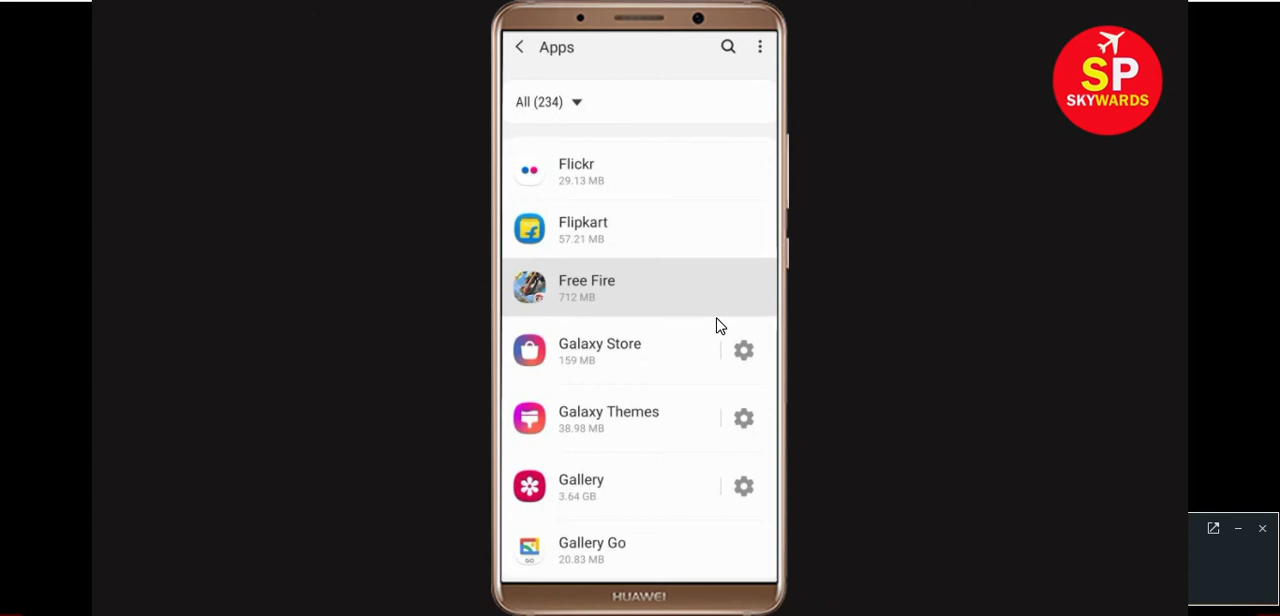 Apps
All (234)
Flickr
29.13 MB
Flipkart
57.21 MB
Free Fire
712 MB
Galaxy Store
159 MB
Galaxy Themes
38.98 MB
Gallery
3.64 GB
Gallery Go
20.83 MB
GO
HUAWEI
SP
SKYWARDS